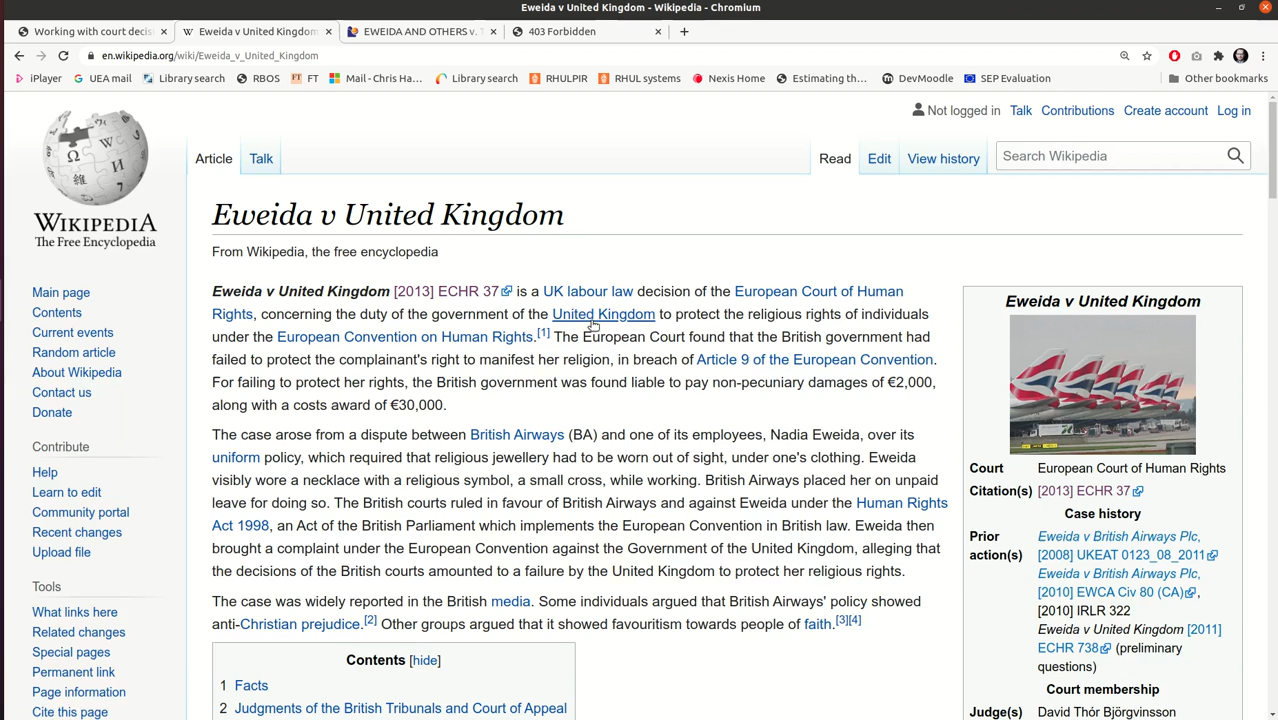 Eweida v United Kingdom - Wikipedia - Chromium
Working with court decis
Eweida v United Kingdom
EWEIDA AND OTHERS v. T
403 Forbidden
en.wikipedia.org/wiki/Eweida_v_United_Kingdom
iPlayer UEA mail Library search RBOS FT Mail - Chris Ha... Library search RHULPIR RHUL systems Nexis Home Estimating th... DevMoodle SEP Evaluation Other bookmarks
Not logged in Talk Contributions Create account Log in
Article Talk Read Edit View history Search Wikipedia
WIKIPEDIA
The Free Encyclopedia
Main page
Contents
Current events
Random article
About Wikipedia
Contact us
Donate
Contribute
Help
Learn to edit
Community portal
Recent changes
Upload file
Tools
What links here
Related changes
Special pages
Permanent link
Page information
Cite this page
Eweida v United Kingdom
From Wikipedia, the free encyclopedia
Eweida v United Kingdom [2013] ECHR 37 is a UK labour law decision of the European Court of Human
Rights, concerning the duty of the government of the United Kingdom to protect the religious rights of individuals
under the European Convention on Human Rights.[1] The European Court found that the British government had
failed to protect the complainant's right to manifest her religion, in breach of Article 9 of the European Convention.
For failing to protect her rights, the British government was found liable to pay non-pecuniary damages of €2,000,
along with a costs award of €30,000.
The case arose from a dispute between British Airways (BA) and one of its employees, Nadia Eweida, over its
uniform policy, which required that religious jewellery had to be worn out of sight, under one's clothing. Eweida
visibly wore a necklace with a religious symbol, a small cross, while working. British Airways placed her on unpaid
leave for doing so. The British courts ruled in favour of British Airways and against Eweida under the Human Rights
Act 1998, an Act of the British Parliament which implements the European Convention in British law. Eweida then
brought a complaint under the European Convention against the Government of the United Kingdom, alleging that
the decisions of the British courts amounted to a failure by the United Kingdom to protect her religious rights.
The case was widely reported in the British media. Some individuals argued that British Airways' policy showed
anti-Christian prejudice.[2] Other groups argued that it showed favouritism towards people of faith.[3][4]
Contents [hide]
1 Facts
2 Judgments of the British Tribunals and Court of Appeal
Eweida v United Kingdom
Court European Court of Human Rights
Citation(s) [2013] ECHR 37
Case history
Prior Eweida v British Airways Plc,
action(s) [2008] UKEAT 0123_08_2011
Eweida v British Airways Plc,
[2010] EWCA Civ 80 (CA),
[2010] IRLR 322
Eweida v United Kingdom [2011]
ECHR 738 (preliminary
questions)
Court membership
Judge(s) David Thór Björgvinsson